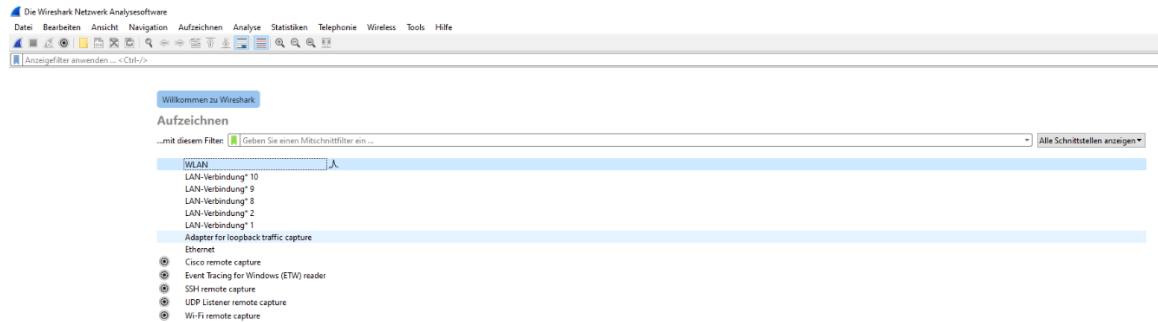 Die Wireshark Netzwerk Analysesoftware
Datei Bearbeiten Ansicht Navigation Aufzeichnen Analyse Statistiken Telephonie Wireless Tools Hilfe
Anzeigefilter anwenden ... <Ctrl-/>
Willkommen zu Wireshark
Aufzeichnen
...mit diesem Filter: Geben Sie einen Mitschnittfilter ein ... Alle Schnittstellen anzeigen
WLAN
LAN-Verbindung* 10
LAN-Verbindung* 9
LAN-Verbindung* 8
LAN-Verbindung* 2
LAN-Verbindung* 1
Adapter for loopback traffic capture
Ethernet
Cisco remote capture
Event Tracing for Windows (ETW) reader
SSH remote capture
UDP Listener remote capture
Wi-Fi remote capture